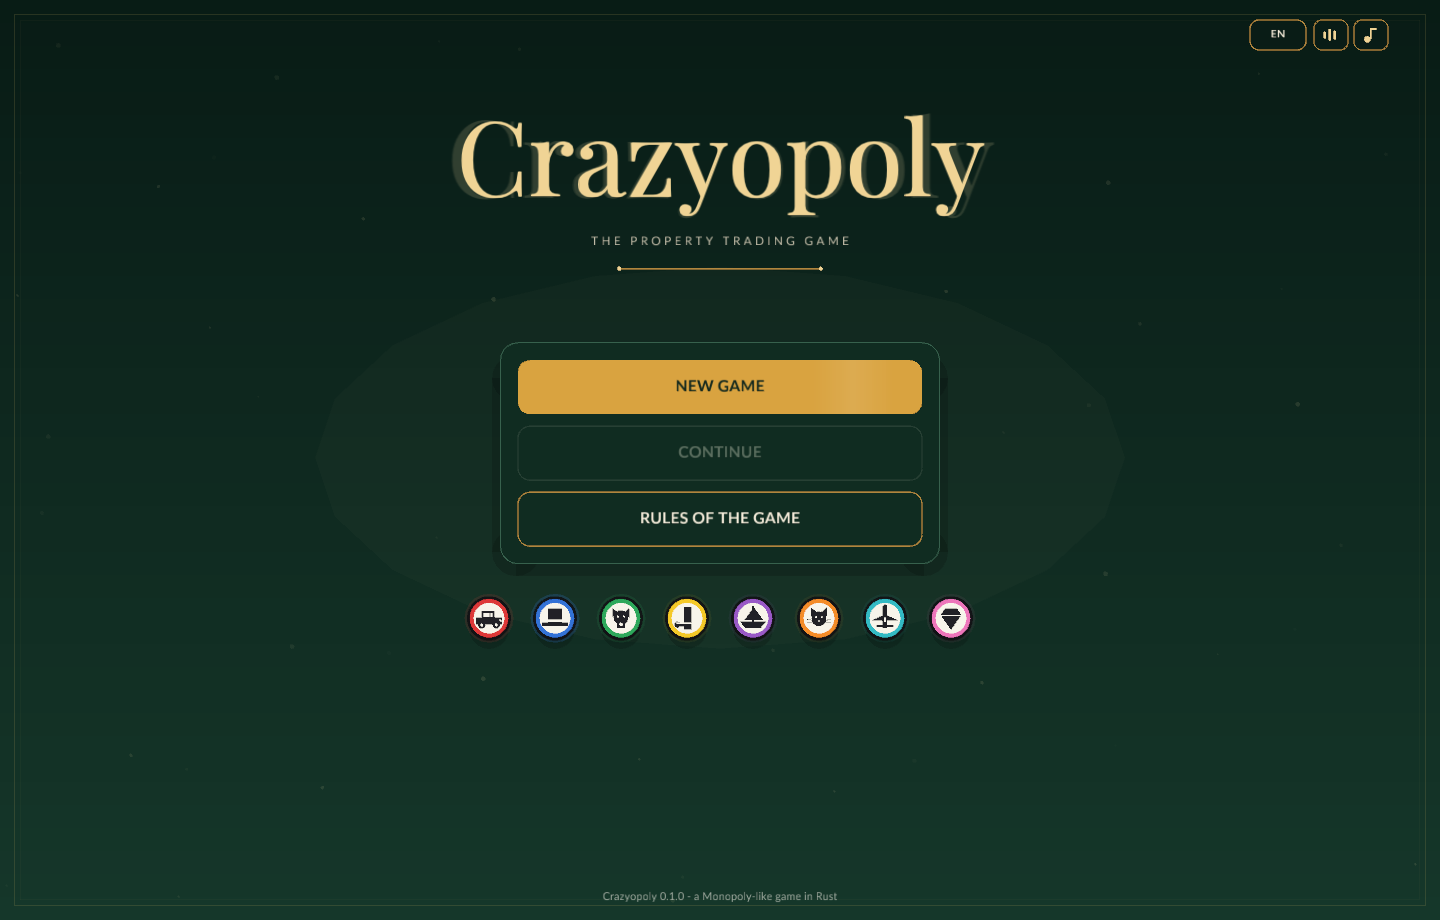 EN
Crazyopoly
THE PROPERTY TRADING GAME
NEW GAME
CONTINUE
RULES OF THE GAME
Crazyopoly 0.1.0 - a Monopoly-like game in Rust